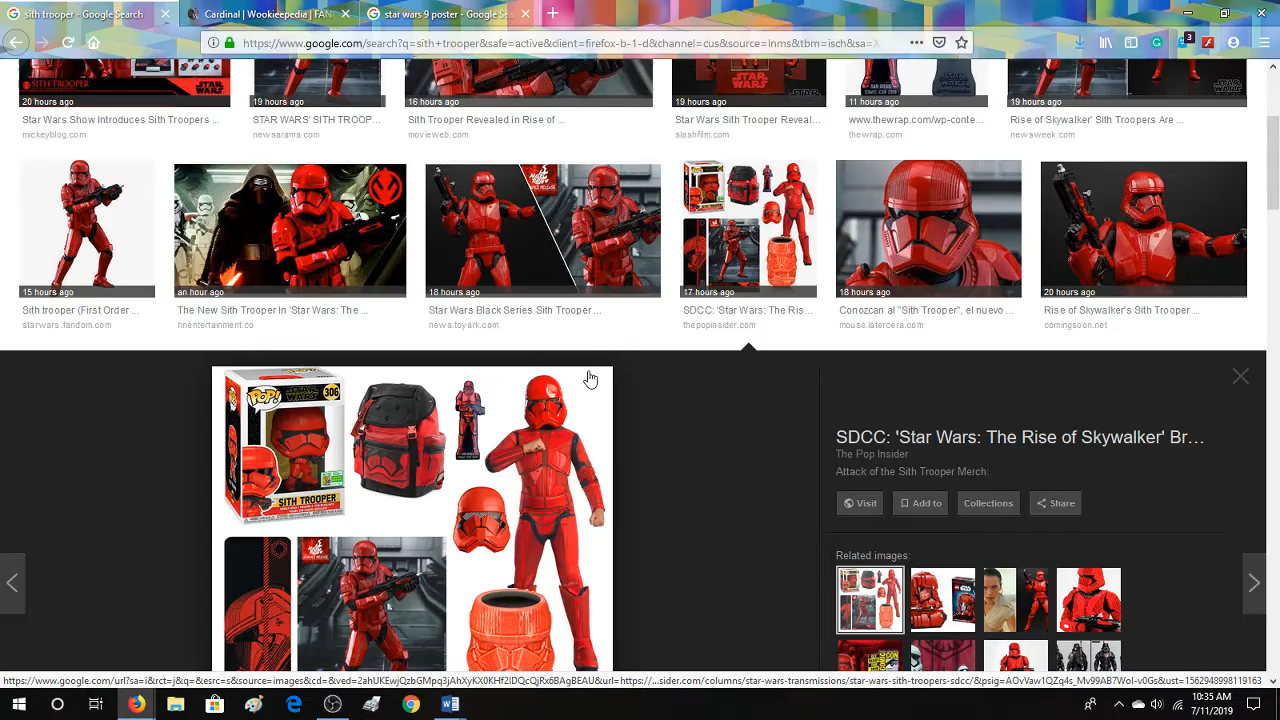 sith trooper - Google Search
Cardinal | Wookieepedia | FAN
star wars 9 poster - Google Sea
https://www.google.com/search?q=sith+trooper&safe=active&client=firefox-b-1-d&channel=cus&source=lnms&tbm=isch&sa=X
3
SITH TROOPER
STAR WARS
20 hours ago
19 hours ago
16 hours ago
19 hours ago
11 hours ago
19 hours ago
Star Wars Show Introduces Sith Troopers ...
STAR WARS' SITH TROOP...
Sith Trooper Revealed in Rise of ...
Star Wars Sith Trooper Reveal...
www.thewrap.com/wp-conte...
Rise of Skywalker' Sith Troopers Are ...
mickeyblog.com
newsarama.com
movieweb.com
slashfilm.com
thewrap.com
newsweek.com
15 hours ago
an hour ago
18 hours ago
17 hours ago
18 hours ago
20 hours ago
Sith trooper (First Order ...
The New Sith Trooper In 'Star Wars: The ...
Star Wars Black Series Sith Trooper ...
SDCC: 'Star Wars: The Ris...
Conozcan al "Sith Trooper", el nuevo ...
Rise of Skywalker's Sith Trooper ...
starwars.fandom.com
hnentertainment.co
news.toyark.com
thepopinsider.com
mouse.latercera.com
comingsoon.net
POP!
STAR WARS
306
SITH TROOPER
SDCC: 'Star Wars: The Rise of Skywalker' Br...
The Pop Insider
Attack of the Sith Trooper Merch:
Visit
Add to
Collections
Share
Related images:
10:35 AM
7/11/2019